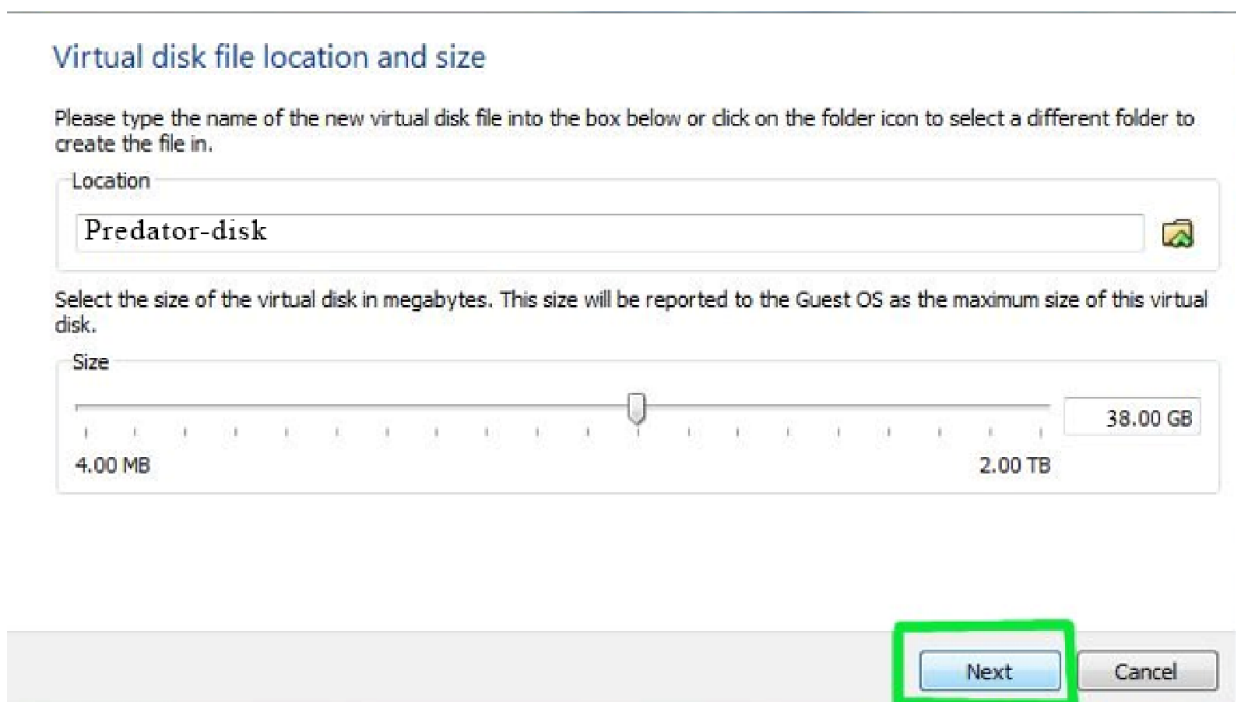 Virtual disk file location and size
Please type the name of the new virtual disk file into the box below or click on the folder icon to select a different folder to
create the file in.
Location
Predator-disk
Select the size of the virtual disk in megabytes. This size will be reported to the Guest OS as the maximum size of this virtual
disk.
Size
38.00 GB
4.00 MB
2.00 TB
Next
Cancel